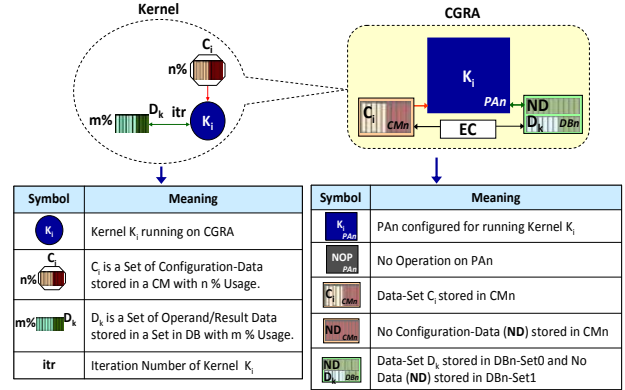 Kernel
CGRA
C i
n%
m%
D k
itr
K i
K i
PAn
C i
CMn
EC
ND
D k
DBn
Symbol
Meaning
K i
Kernel K i running on CGRA
C i
n%
C i is a Set of Configuration-Data
stored in a CM with n % Usage.
m%
D k
D k is a Set of Operand/Result Data
stored in a Set in DB with m % Usage.
itr
Iteration Number of Kernel K i
Symbol
Meaning
K i
PAn
PAn configured for running Kernel K i
NOP
PAn
No Operation on PAn
C i
CMn
Data-Set C i stored in CMn
ND
CMn
No Configuration-Data (ND) stored in CMn
ND
D k
DBn
Data-Set D k stored in DBn-Set0 and No
Data (ND) stored in DBn-Set1